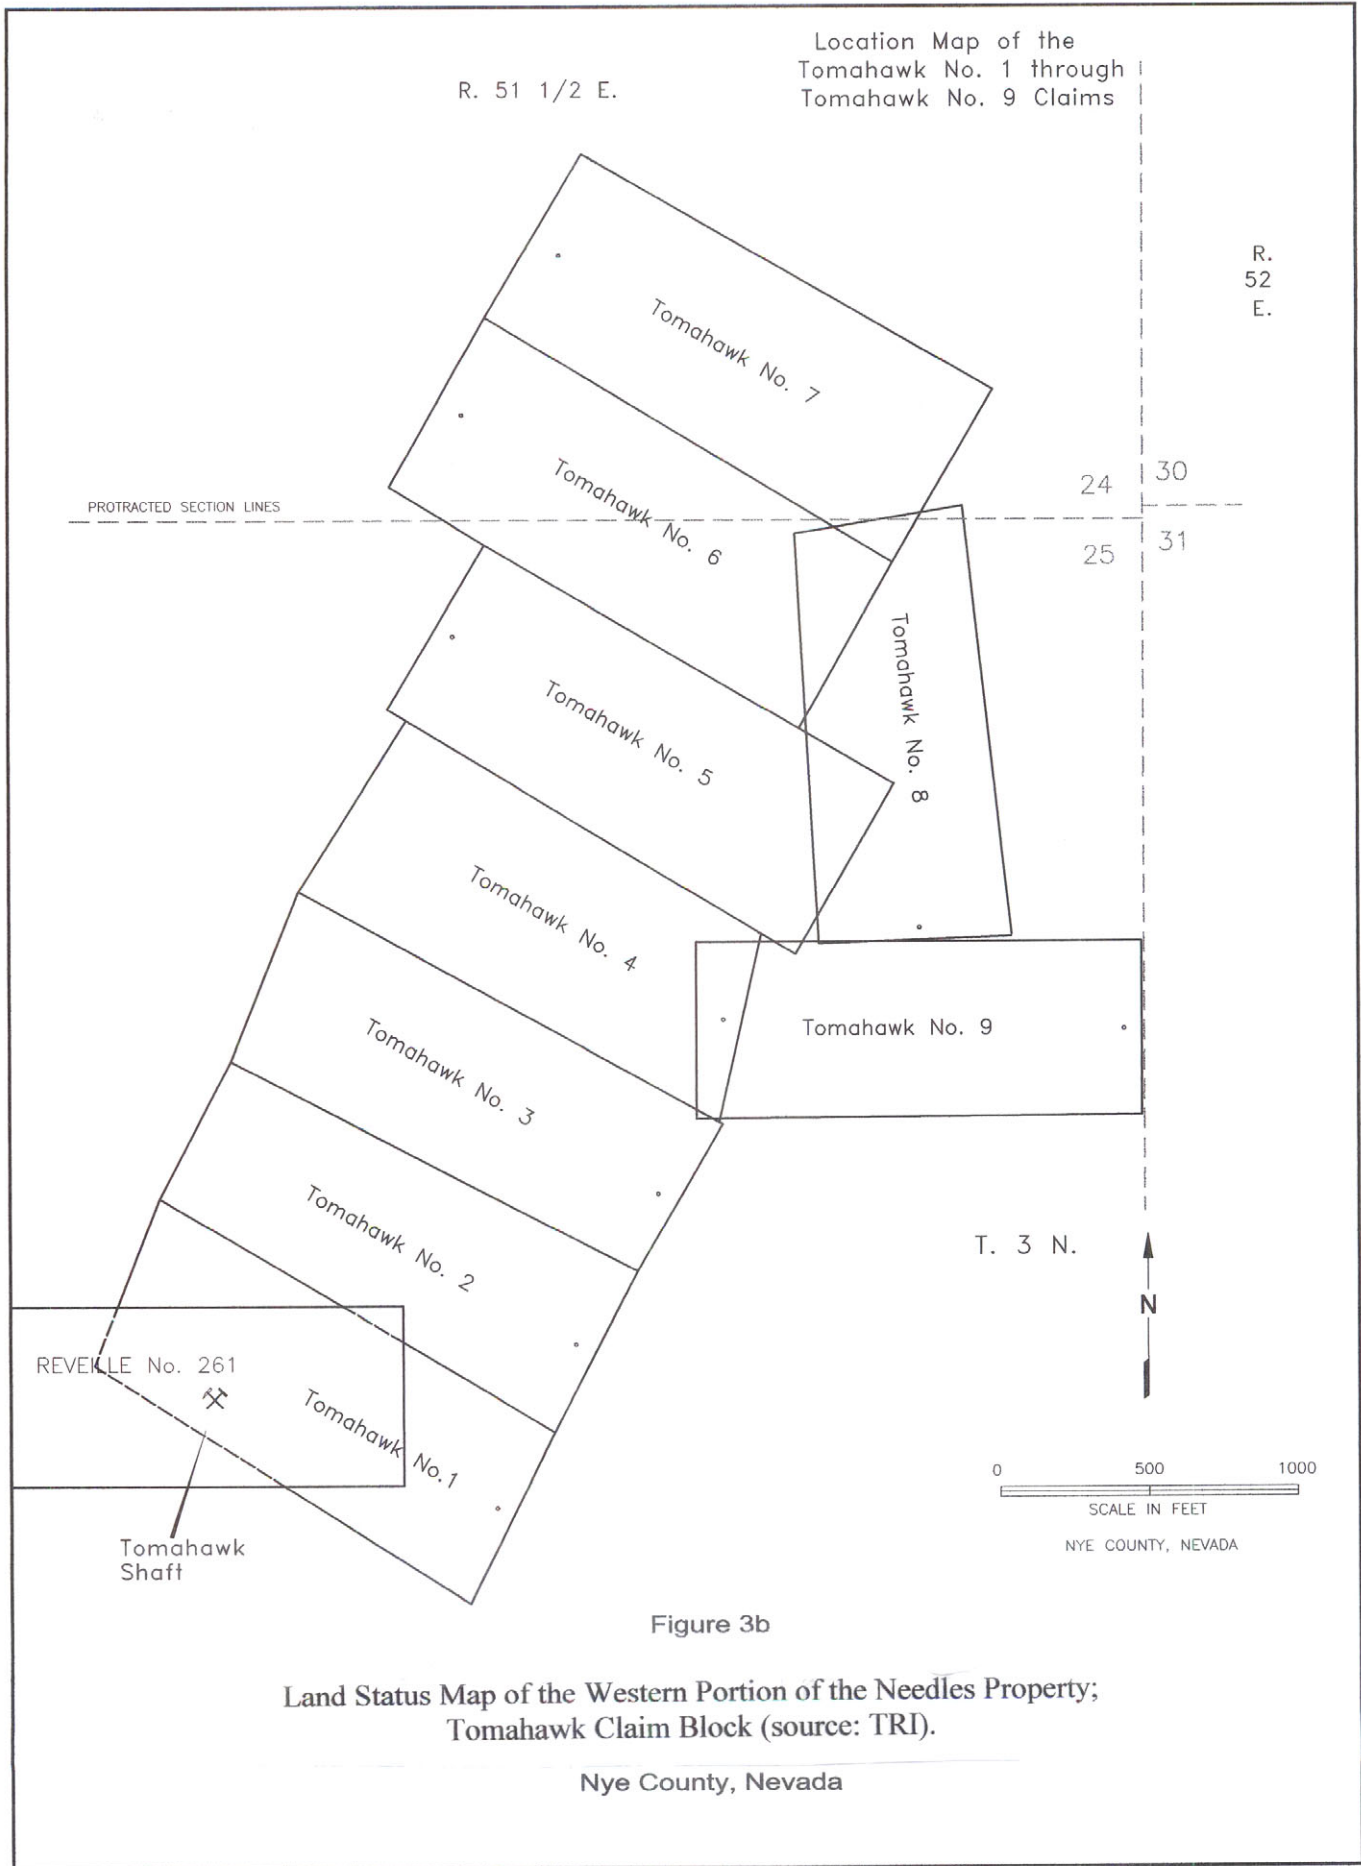 Location Map of the
Tomahawk No. 1 through
Tomahawk No. 9 Claims
R. 51 1/2 E.
R.
52
E.
Tomahawk No. 7
Tomahawk No. 6
24
30
PROTRACTED SECTION LINES
25
31
Tomahawk No. 8
Tomahawk No. 5
Tomahawk No. 4
Tomahawk No. 9
Tomahawk No. 3
Tomahawk No. 2
T. 3 N.
N
REVEILLE No. 261
Tomahawk No.1
Tomahawk
Shaft
0 500 1000
SCALE IN FEET
NYE COUNTY, NEVADA
Figure 3b
Land Status Map of the Western Portion of the Needles Property;
Tomahawk Claim Block (source: TRI).
Nye County, Nevada